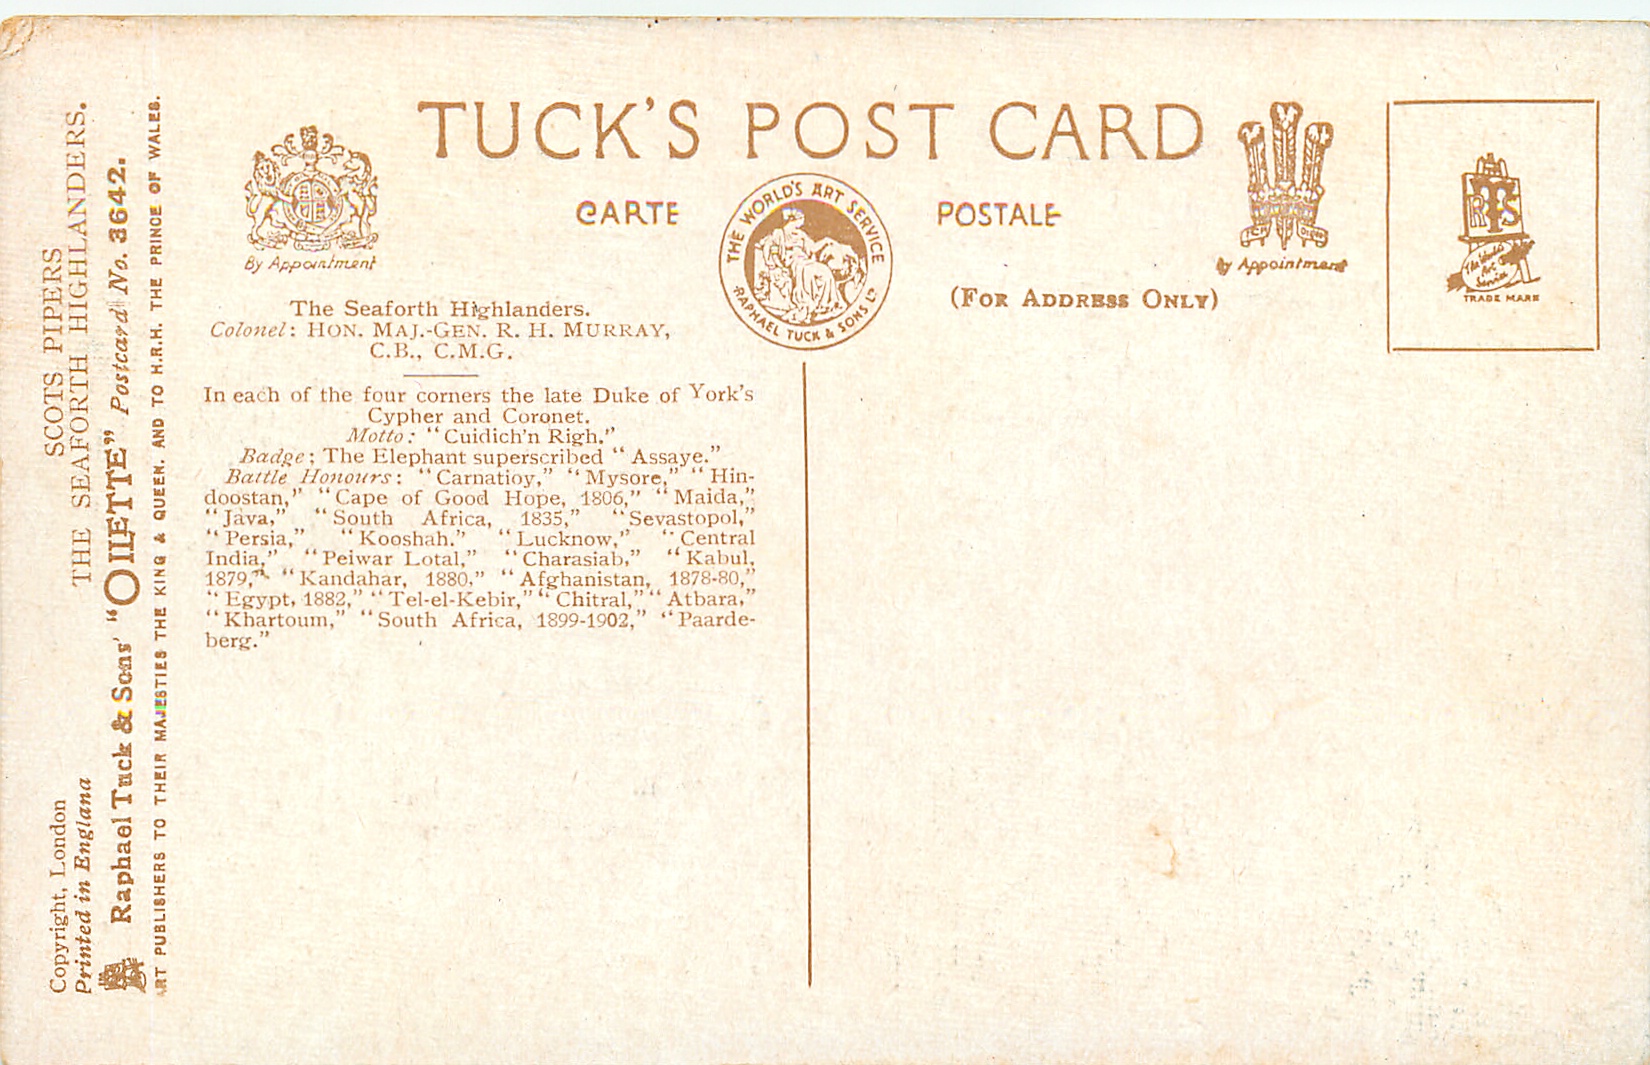 TUCK'S POST CARD
CARTE POSTALE
THE WORLD'S ART SERVICE
RAPHAEL TUCK & SONS LD
By Appointment
By Appointment
(FOR ADDRESS ONLY)
RTS
The World's
Art
Service
TRADE MARK
The Seaforth Highlanders.
Colonel: HON. MAJ.-GEN. R. H. MURRAY,
C.B., C.M.G.
In each of the four corners the late Duke of York's
Cypher and Coronet.
Motto: "Cuidich'n Righ."
Badge; The Elephant superscribed "Assaye."
Battle Honours: "Carnatioy," "Mysore," "Hin-
doostan," "Cape of Good Hope, 1806," "Maida,"
"Java," "South Africa, 1835," "Sevastopol,"
"Persia," "Kooshah." "Lucknow," "Central
India," "Peiwar Lotal," "Charasiab," "Kabul,
1879," "Kandahar, 1880," "Afghanistan, 1878-80,"
"Egypt, 1882," "Tel-el-Kebir," "Chitral," "Atbara,"
"Khartoum," "South Africa, 1899-1902," "Paarde-
berg."
SCOTS PIPERS
THE SEAFORTH HIGHLANDERS.
Copyright, London
Printed in England
Raphael Tuck & Sons' "OILETTE" Postcard No. 3642.
ART PUBLISHERS TO THEIR MAJESTIES THE KING & QUEEN, AND TO H.R.H. THE PRINCE OF WALES.